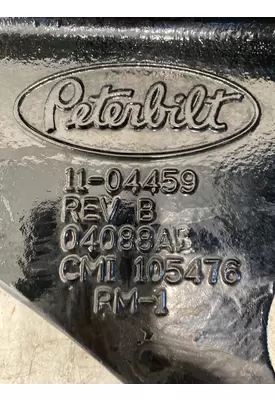 Peterbilt
11-04459
REV B
04088AB
CMI 105476
RM-1